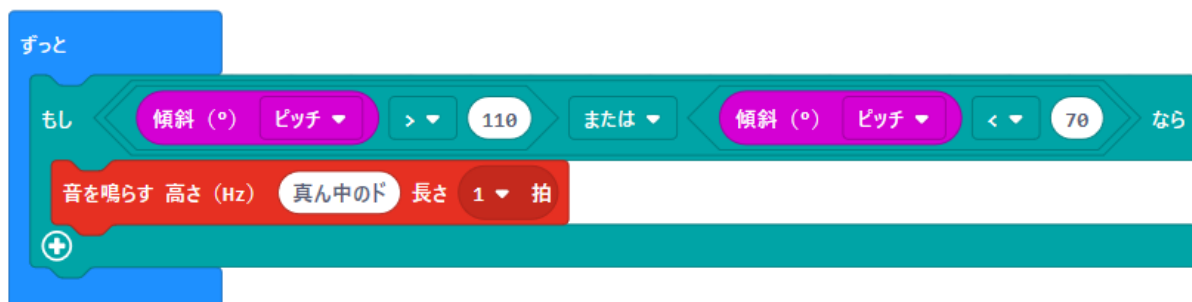 ずっと
もし 傾斜 (°) ピッチ > 110 または 傾斜 (°) ピッチ < 70 なら
音を鳴らす 高さ (Hz) 真ん中のド 長さ 1 拍